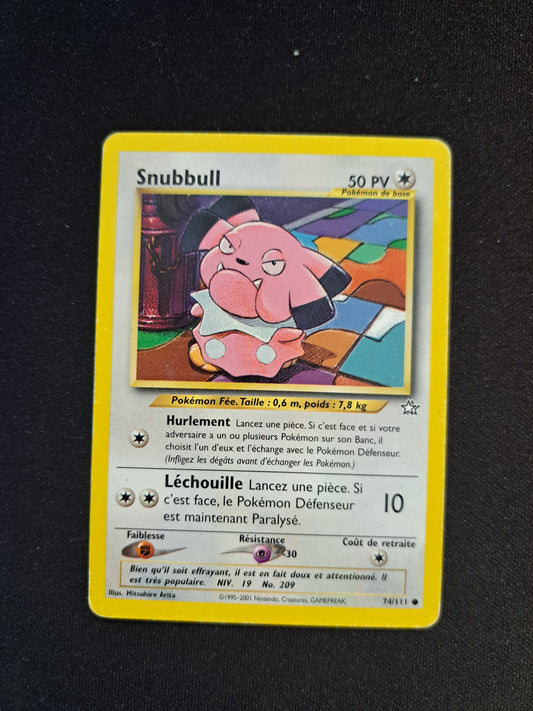 Snubbull
50 PV
Pokémon de base
Pokémon Fée. Taille : 0,6 m, poids : 7,8 kg
Hurlement Lancez une pièce. Si c'est face et si votre
adversaire a un ou plusieurs Pokémon sur son Banc, il
choisit l'un d'eux et l'échange avec le Pokémon Défenseur.
(Infligez les dégâts avant d'échanger les Pokémon.)
Léchouille Lancez une pièce. Si
c'est face, le Pokémon Défenseur
est maintenant Paralysé.
10
Faiblesse
Résistance
-30
Coût de retraite
Bien qu'il soit effrayant, il est en fait doux et attentionné. Il
est très populaire. NIV. 19 No. 209
Illus. Mitsuhiro Arita
©1995-2001 Nintendo, Creatures, GAMEFREAK.
74/111